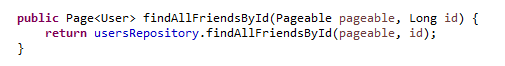 public Page<User> findAllFriendsById(Pageable pageable, Long id) {
    return usersRepository.findAllFriendsById(pageable, id);
}